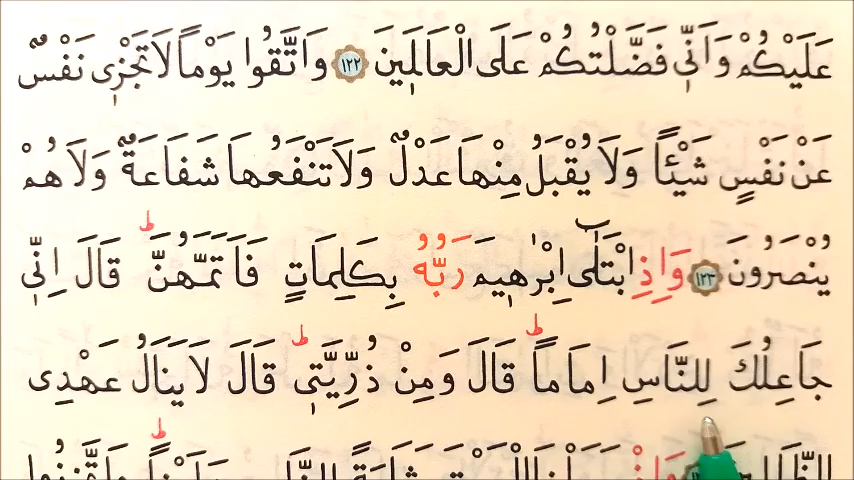 عَلَيْكُمْ وَاَنّ۪ي فَضَّلْتُكُمْ عَلَى الْعَالَم۪ينَ ﴿١٢٢﴾ وَاتَّقُوا يَوْماً لَا تَجْز۪ي نَفْسٌ
عَنْ نَفْسٍ شَيْـٔاً وَلَا يُقْبَلُ مِنْهَا عَدْلٌ وَلَا تَنْفَعُهَا شَفَاعَةٌ وَلَا هُمْ
يُنْصَرُونَ ﴿١٢٣﴾ وَاِذِ ابْتَلٰٓى اِبْرٰه۪يمَ رَبُّهُ بِكَلِمَاتٍ فَاَتَمَّهُنَّ ط قَالَ اِنّ۪ي
جَاعِلُكَ لِلنَّاسِ اِمَاماً ط قَالَ وَمِنْ ذُرِّيَّت۪ي ط قَالَ لَا يَنَالُ عَهْدِي